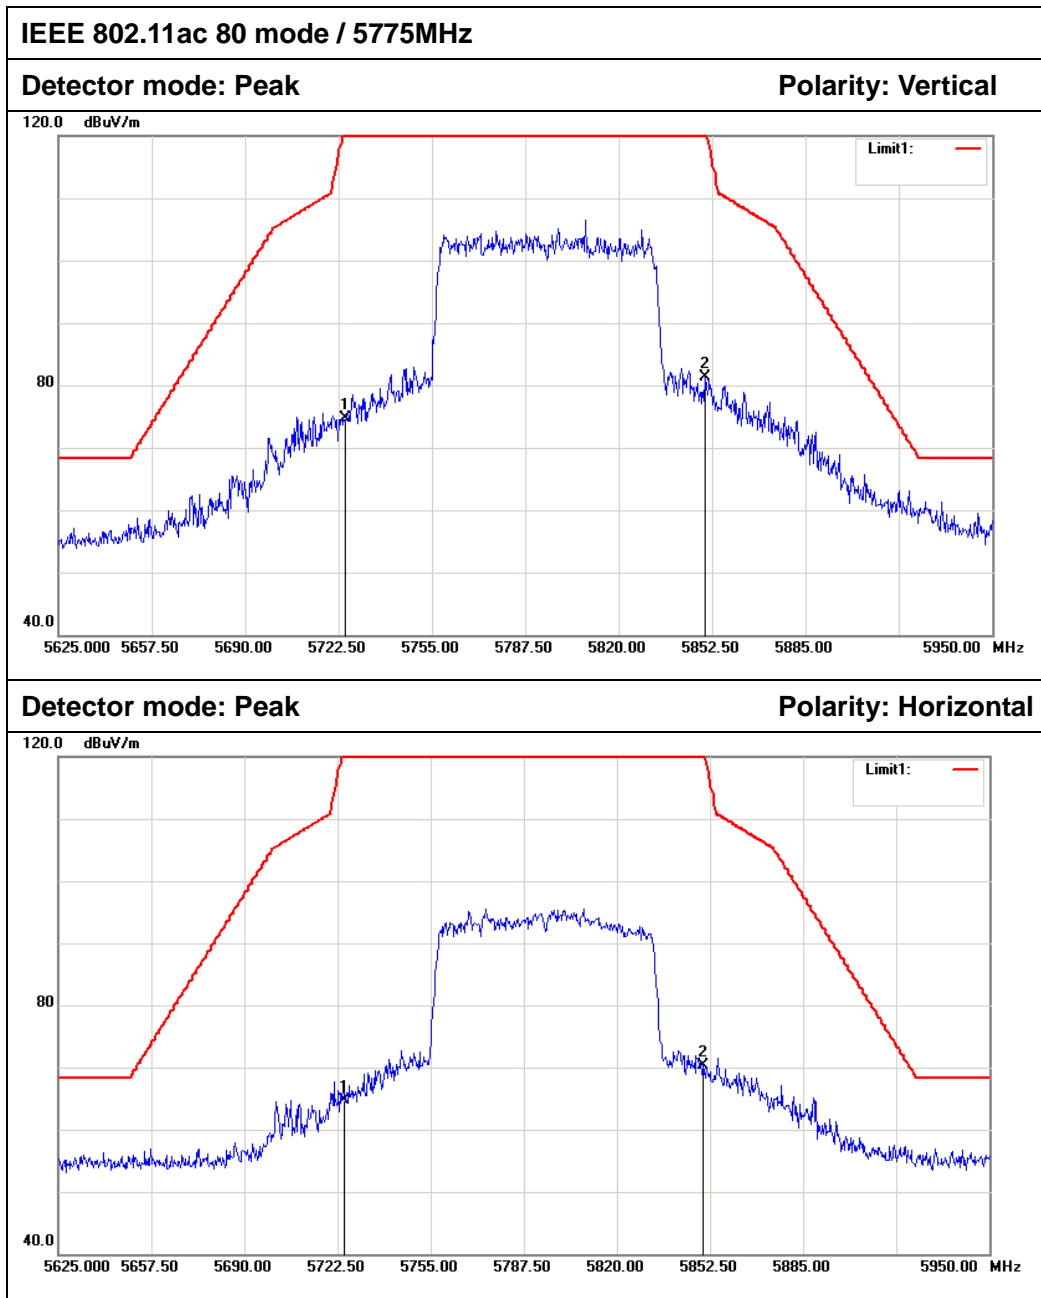 IEEE 802.11ac 80 mode / 5775MHz
Detector mode: Peak Polarity: Vertical
120.0 dBuV/m
Limit1:
2
80
1
40.0
5625.000 5657.50 5690.00 5722.50 5755.00 5787.50 5820.00 5852.50 5885.00 5950.00 MHz
Detector mode: Peak Polarity: Horizontal
120.0 dBuV/m
Limit1:
80
2
1
40.0
5625.000 5657.50 5690.00 5722.50 5755.00 5787.50 5820.00 5852.50 5885.00 5950.00 MHz